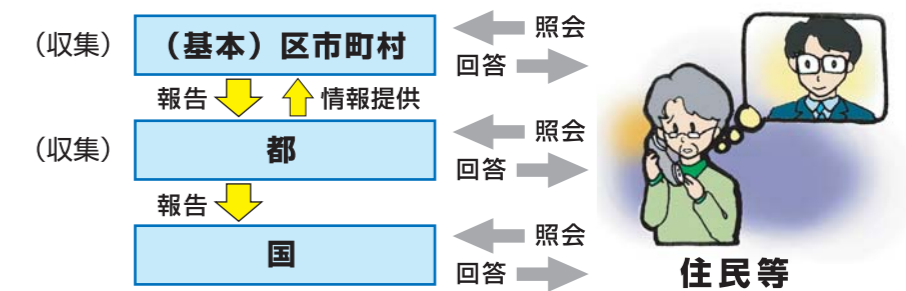 (収集) (基本)区市町村 照会
回答
報告 情報提供
(収集) 都 照会
回答
報告
国 照会
回答
住民等